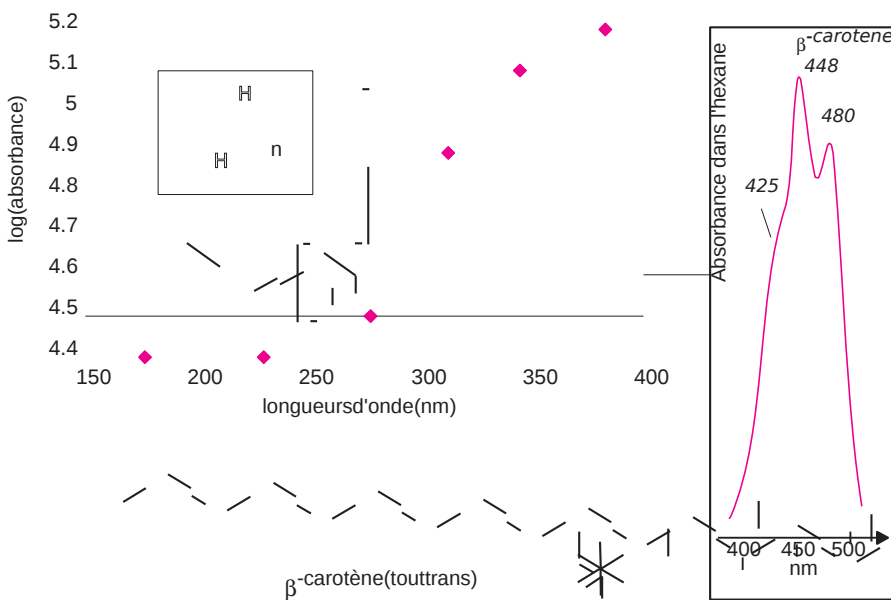 log(absorbance)
5.2
5.1
5
4.9
4.8
4.7
4.6
4.5
4.4
H
H
n
150 200 250 300 350 400
longueursd'onde(nm)
β-carotène(touttrans)
Absorbance dans l'hexane
β-carotene
448
480
425
400 450 500
nm